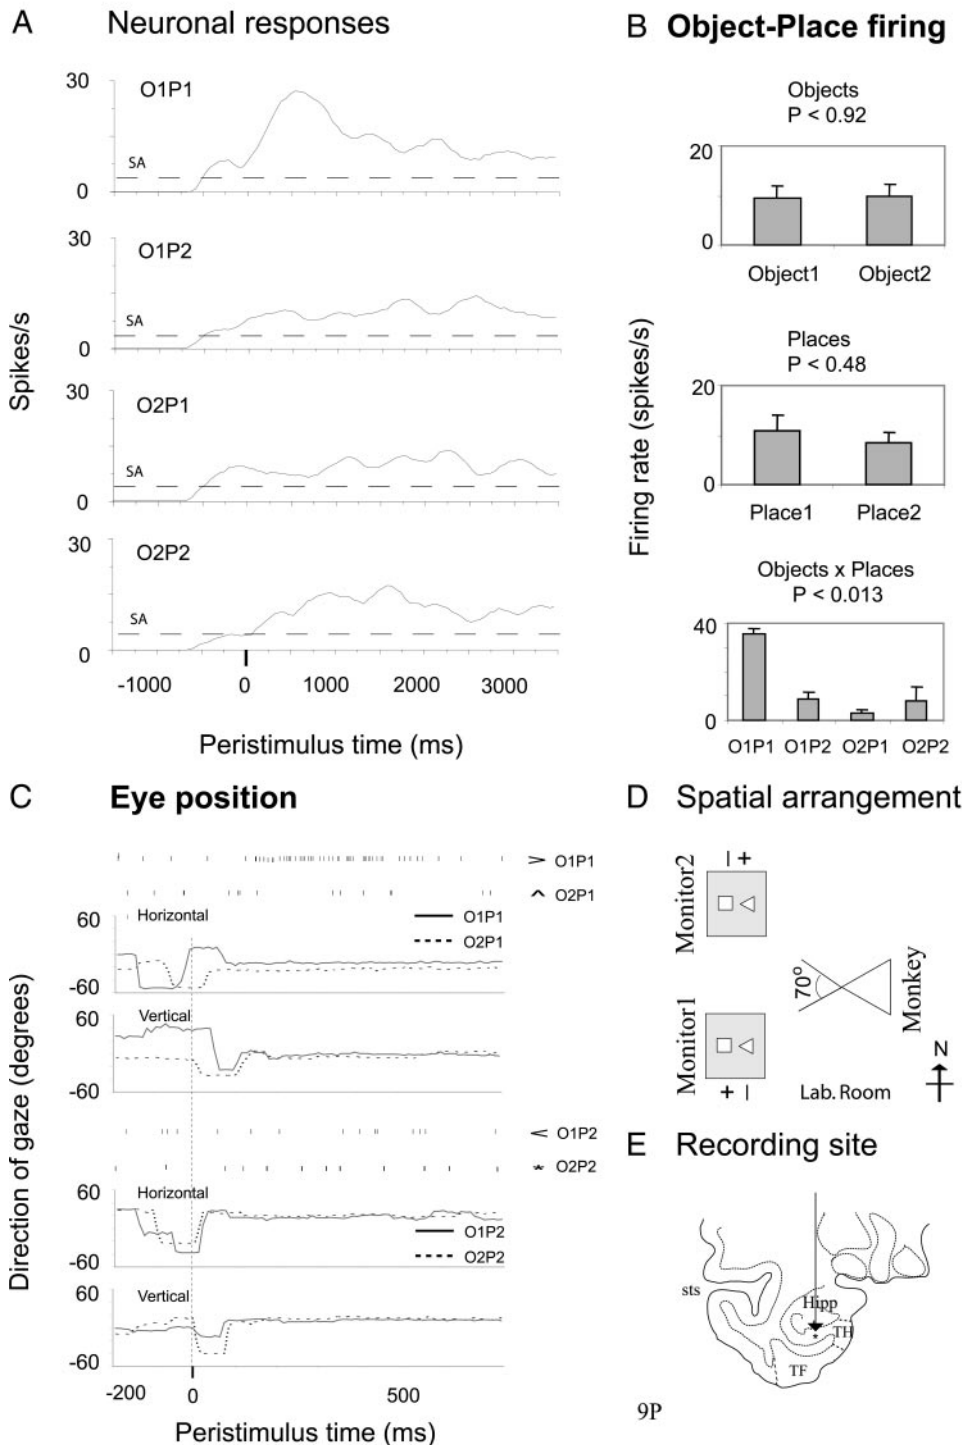 A Neuronal responses
30
O1P1
SA
0
30
O1P2
SA
0
30
O2P1
SA
0
30
O2P2
SA
0
Spikes/s
-1000 0 1000 2000 3000
Peristimulus time (ms)
B Object-Place firing
Objects
P < 0.92
20
0
Object1 Object2
Places
P < 0.48
20
0
Place1 Place2
Objects x Places
P < 0.013
40
0
O1P1 O1P2 O2P1 O2P2
Firing rate (spikes/s)
C Eye position
> O1P1
^ O2P1
60 Horizontal
O1P1
O2P1
-60
60 Vertical
-60
< O1P2
* O2P2
60 Horizontal
O1P2
O2P2
-60
60 Vertical
-60
Direction of gaze (degrees)
-200 0 500
Peristimulus time (ms)
D Spatial arrangement
Monitor2
− +
Monitor1
+ −
70°
Monkey
Lab. Room
N
E Recording site
sts
Hipp
*
TH
TF
9P